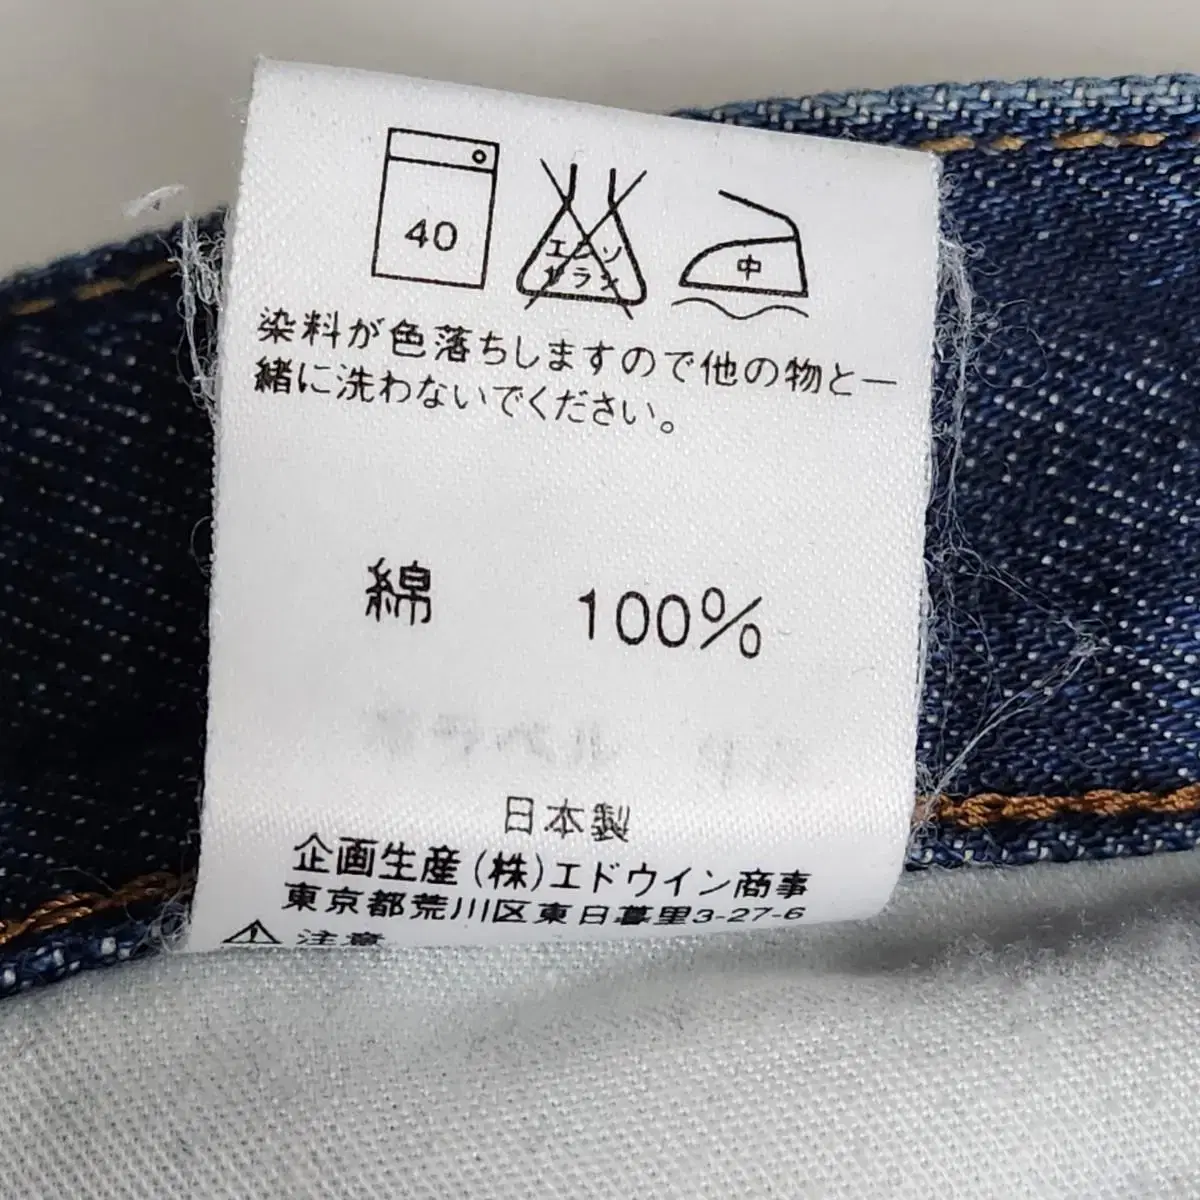 40
エンソ
サラシ
中
染料が色落ちしますので他の物と一
緒に洗わないでください。
綿 100%
日本製
企画生産(株)エドウイン商事
東京都荒川区東日暮里3-27-6
注意